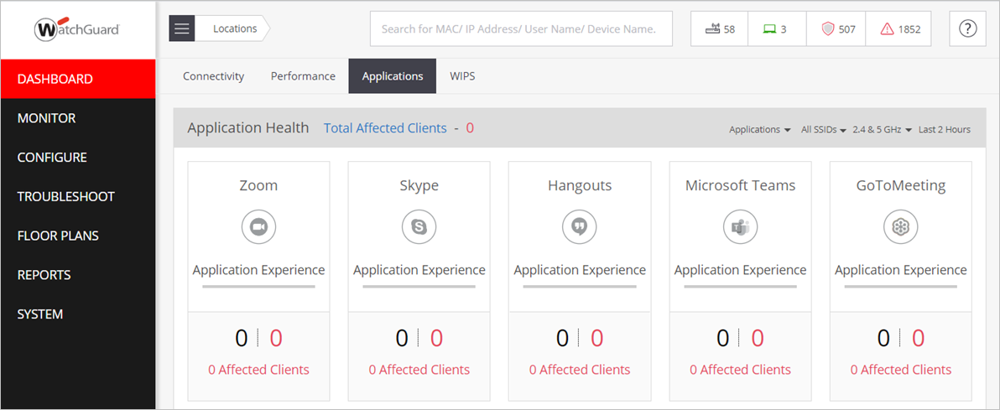 WatchGuard
Locations
Search for MAC/ IP Address/ User Name/ Device Name.
58
3
507
1852
?
DASHBOARD
MONITOR
CONFIGURE
TROUBLESHOOT
FLOOR PLANS
REPORTS
SYSTEM
Connectivity Performance Applications WIPS
Application Health Total Affected Clients - 0
Applications All SSIDs 2.4 & 5 GHz Last 2 Hours
Zoom
Application Experience
0 0
0 Affected Clients
Skype
Application Experience
0 0
0 Affected Clients
Hangouts
Application Experience
0 0
0 Affected Clients
Microsoft Teams
Application Experience
0 0
0 Affected Clients
GoToMeeting
Application Experience
0 0
0 Affected Clients